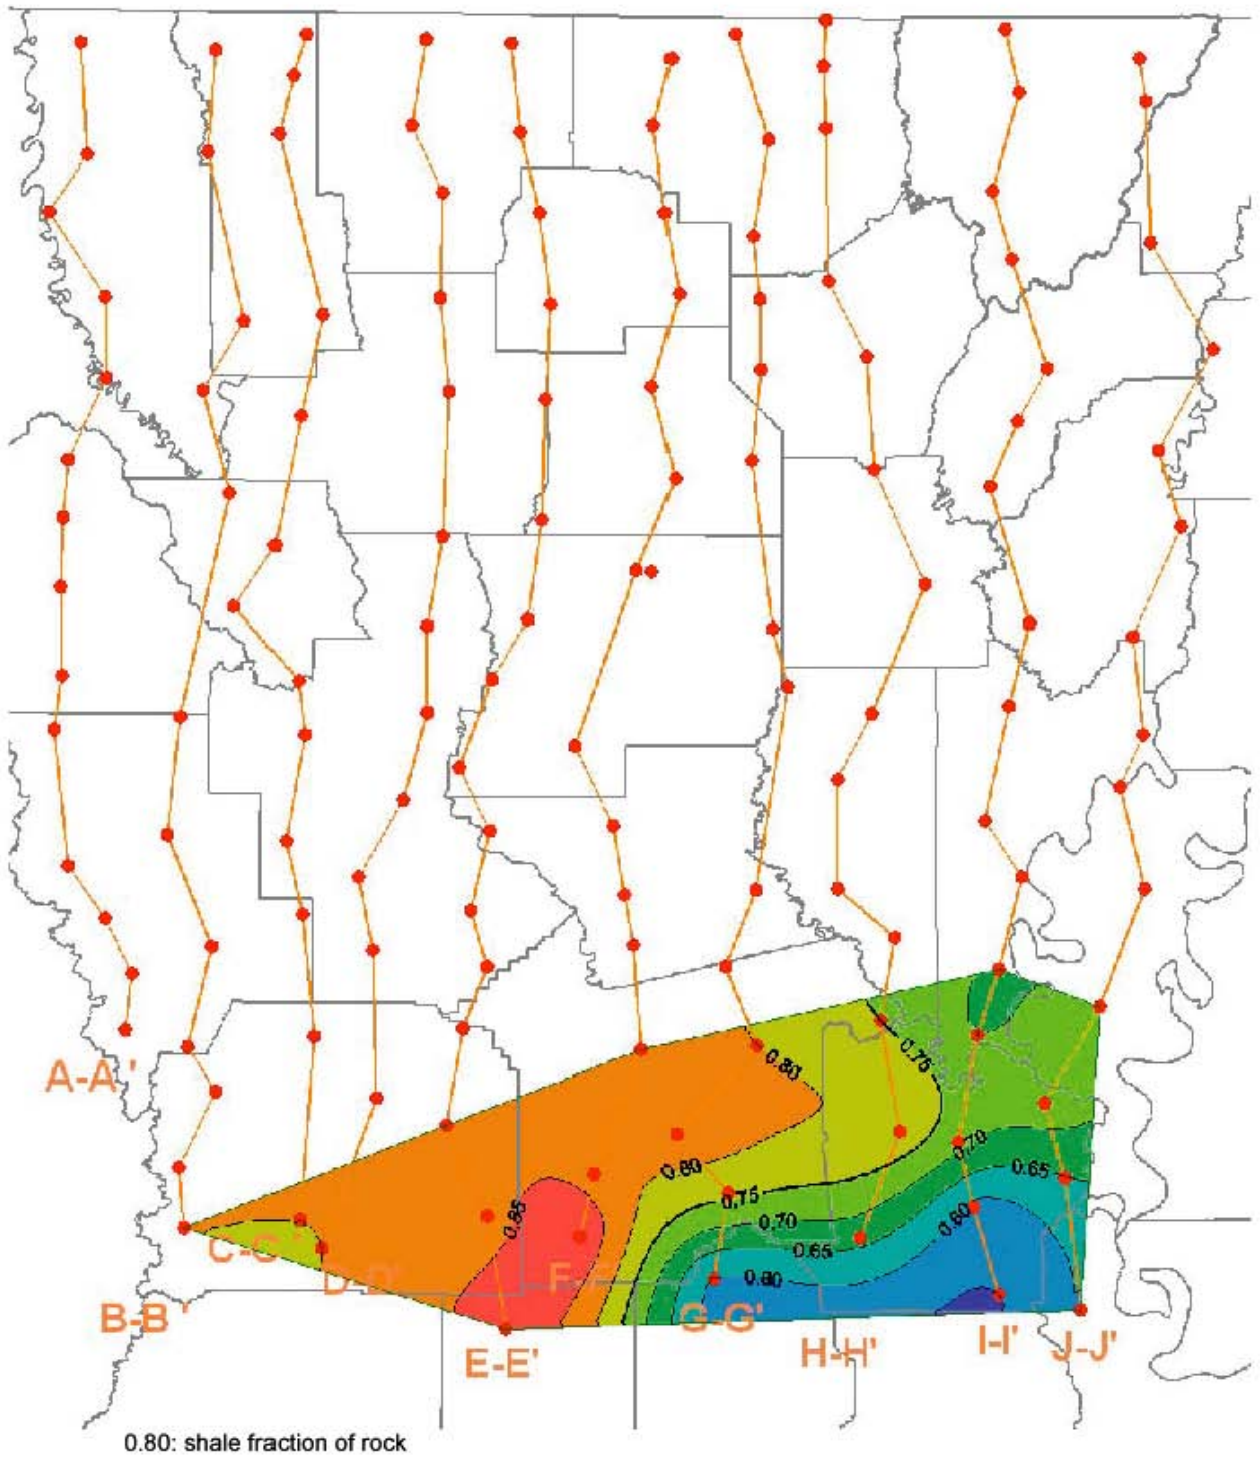 0.75
0.80
A-A '
0.70
0.65
0.80
0.75
0.85
0.70
0.60
C-C '
0.65
D-D'
F-F'
0.60
B-B '
G-G'
E-E'
H-H'
I-I'
J-J'
0.80: shale fraction of rock